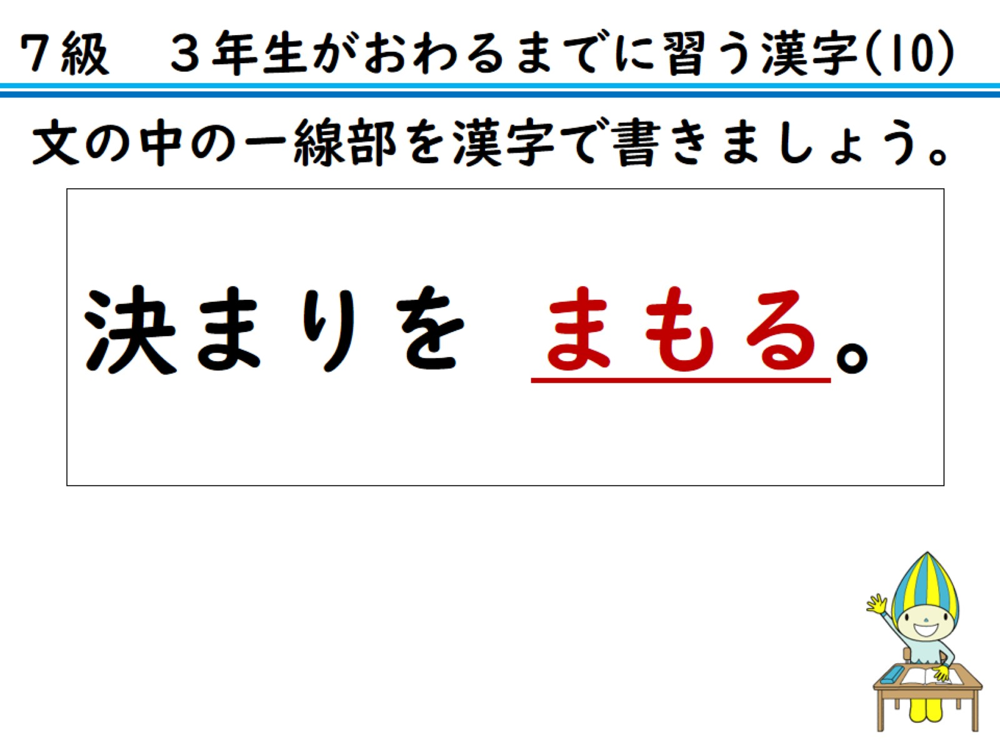 ７級　３年生がおわるまでに習う漢字(10)
文の中の一線部を漢字で書きましょう。
決まりを　まもる。